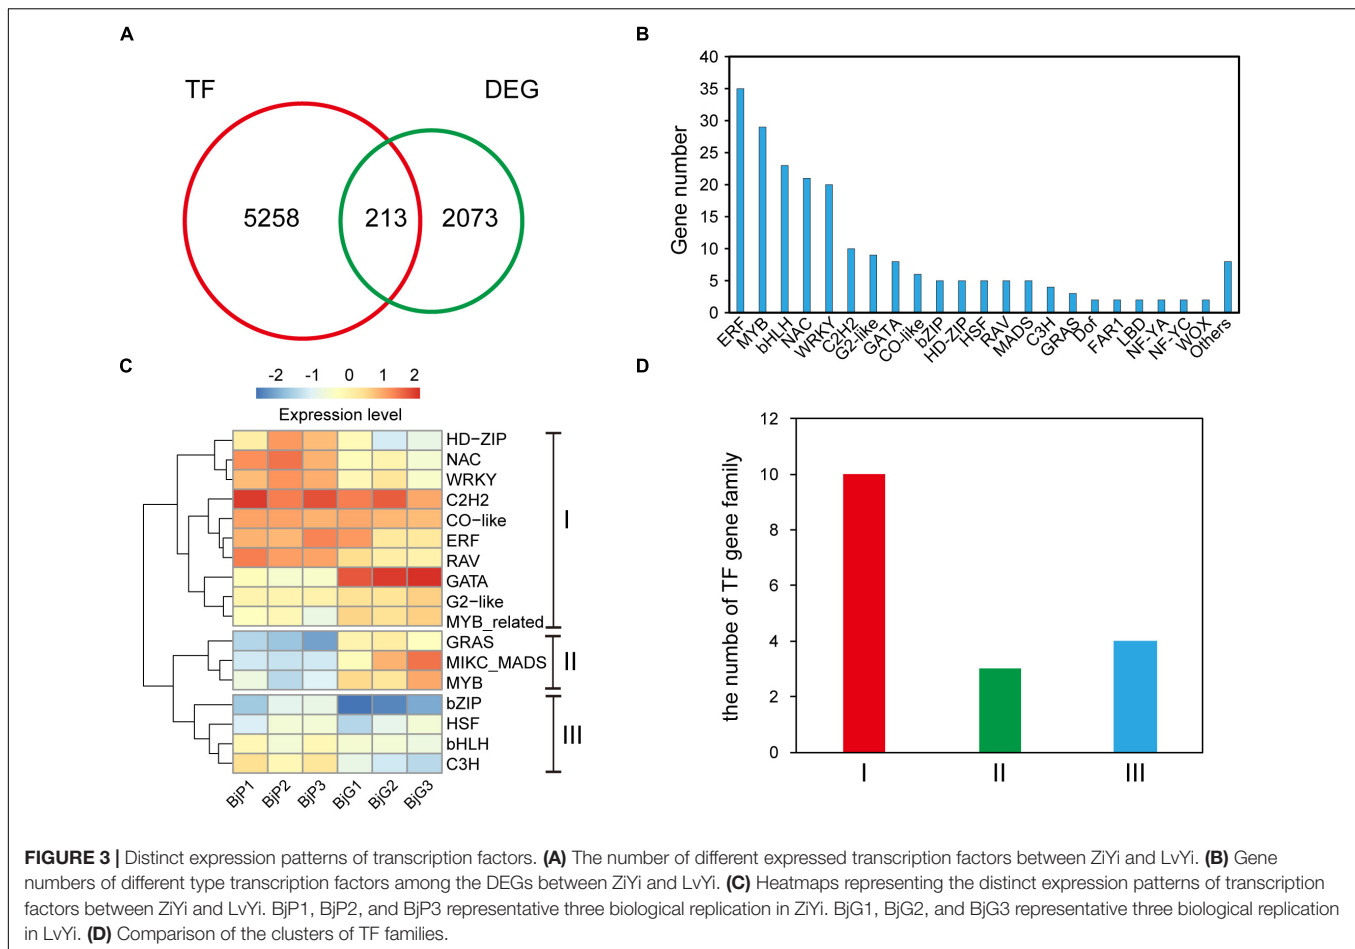 A
TF
DEG
5258
213
2073
B
Gene number
40
35
30
25
20
15
10
5
0
ERF
MYB
bHLH
NAC
WRKY
C2H2
G2-like
GATA
CO-like
bZIP
HD-ZIP
HSF
RAV
MADS
C3H
GRAS
Dof
FAR1
LBD
NF-YA
NF-YC
WOX
Others
C
-2 -1 0 1 2
Expression level
HD−ZIP
NAC
WRKY
C2H2
CO−like
ERF
RAV
GATA
G2−like
MYB_related
I
GRAS
MIKC_MADS
MYB
II
bZIP
HSF
bHLH
C3H
III
BjP1
BjP2
BjP3
BjG1
BjG2
BjG3
D
the numbe of TF gene family
12
10
8
6
4
2
0
I
II
III
FIGURE 3 | Distinct expression patterns of transcription factors. (A) The number of different expressed transcription factors between ZiYi and LvYi. (B) Gene
numbers of different type transcription factors among the DEGs between ZiYi and LvYi. (C) Heatmaps representing the distinct expression patterns of transcription
factors between ZiYi and LvYi. BjP1, BjP2, and BjP3 representative three biological replication in ZiYi. BjG1, BjG2, and BjG3 representative three biological replication
in LvYi. (D) Comparison of the clusters of TF families.